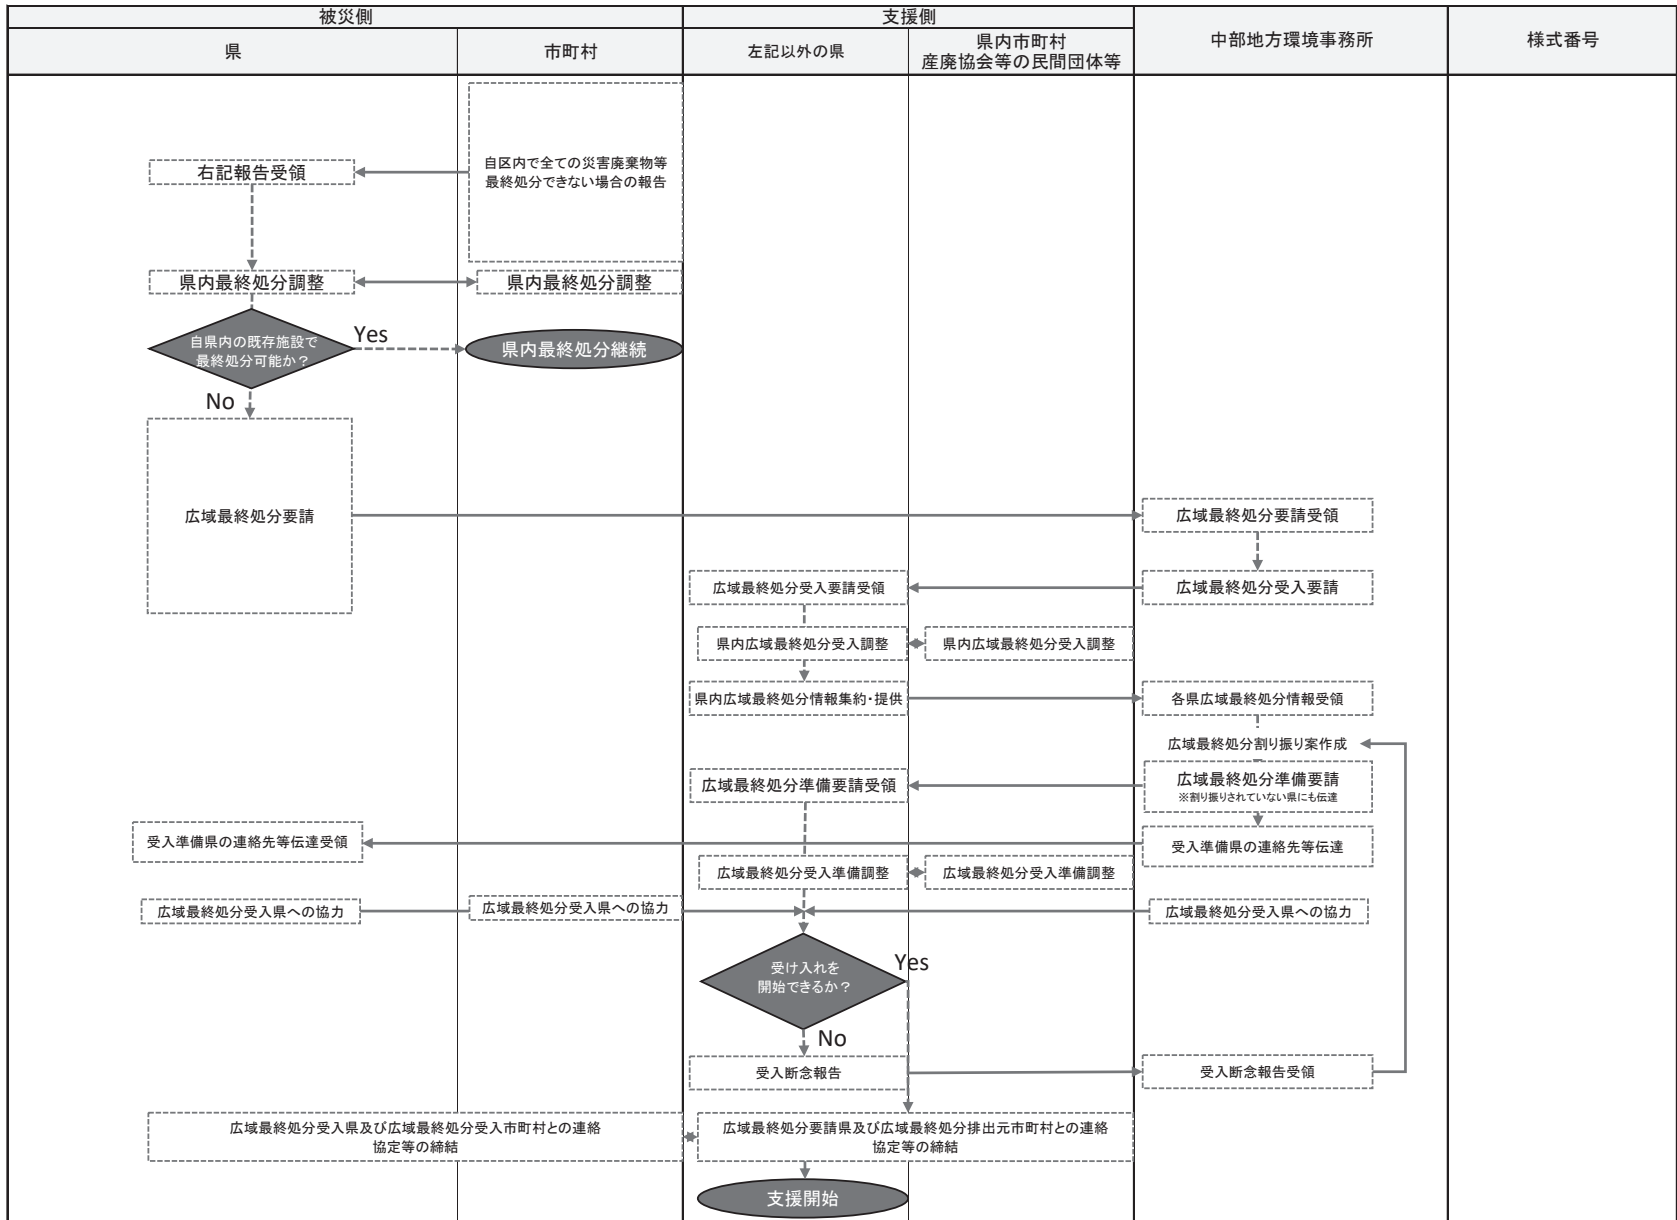 被災側
支援側
中部地方環境事務所
様式番号
県
市町村
左記以外の県
県内市町村
産廃協会等の民間団体等
自区内で全ての災害廃棄物等
最終処分できない場合の報告
右記報告受領
県内最終処分調整
県内最終処分調整
自県内の既存施設で
最終処分可能か？
Yes
県内最終処分継続
No
広域最終処分要請
広域最終処分要請受領
広域最終処分受入要請受領
広域最終処分受入要請
県内広域最終処分受入調整
県内広域最終処分受入調整
県内広域最終処分情報集約・提供
各県広域最終処分情報受領
広域最終処分割り振り案作成
広域最終処分準備要請受領
広域最終処分準備要請
※割り振りされていない県にも伝達
受入準備県の連絡先等伝達受領
受入準備県の連絡先等伝達
広域最終処分受入準備調整
広域最終処分受入準備調整
広域最終処分受入県への協力
広域最終処分受入県への協力
広域最終処分受入県への協力
受け入れを
開始できるか？
Yes
No
受入断念報告
受入断念報告受領
広域最終処分受入県及び広域最終処分受入市町村との連絡
協定等の締結
広域最終処分要請県及び広域最終処分排出元市町村との連絡
協定等の締結
支援開始